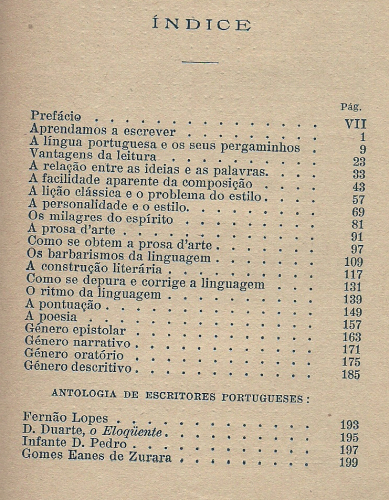 ÍNDICE
Pág.
Prefácio VII
Aprendamos a escrever 1
A língua portuguesa e os seus pergaminhos 9
Vantagens da leitura 23
A relação entre as ideias e as palavras. 33
A facilidade aparente da composição 43
A lição clássica e o problema do estilo. 57
A personalidade e o estilo. 69
Os milagres do espírito 81
A prosa d'arte 91
Como se obtem a prosa d'arte 97
Os barbarismos da linguagem 109
A construção literária 117
Como se depura e corrige a linguagem 131
O ritmo da linguagem 139
A pontuação 149
A poesia 157
Género epistolar 163
Género narrativo 171
Género oratório 175
Género descritivo 185
ANTOLOGIA DE ESCRITORES PORTUGUESES:
Fernão Lopes 193
D. Duarte, o Eloqüente 195
Infante D. Pedro 197
Gomes Eanes de Zurara 199